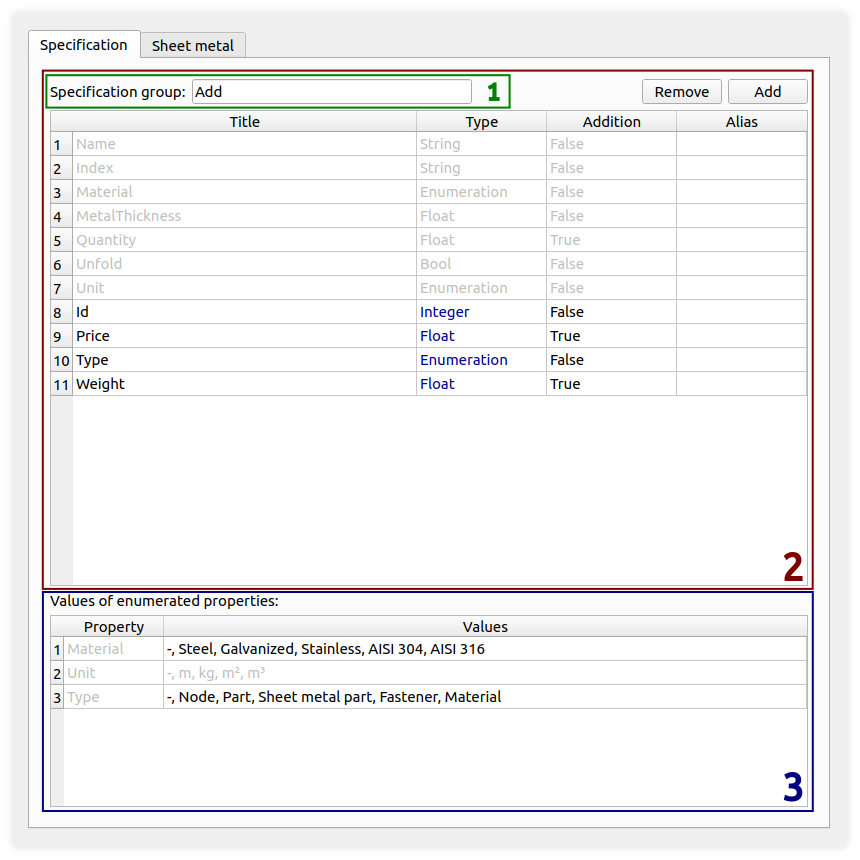 Specification Sheet metal
Specification group: Add 1 Remove Add
Title Type Addition Alias
1 Name String False
2 Index String False
3 Material Enumeration False
4 MetalThickness Float False
5 Quantity Float True
6 Unfold Bool False
7 Unit Enumeration False
8 Id Integer False
9 Price Float True
10 Type Enumeration False
11 Weight Float True
2
Values of enumerated properties:
Property Values
1 Material -, Steel, Galvanized, Stainless, AISI 304, AISI 316
2 Unit -, m, kg, m², m³
3 Type -, Node, Part, Sheet metal part, Fastener, Material
3